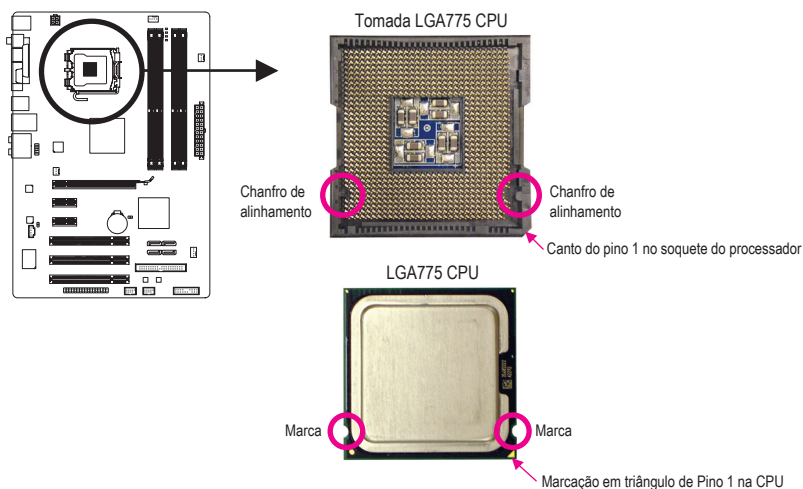 Tomada LGA775 CPU
Chanfro de
alinhamento
Chanfro de
alinhamento
Canto do pino 1 no soquete do processador
LGA775 CPU
Marca
Marca
Marcação em triângulo de Pino 1 na CPU